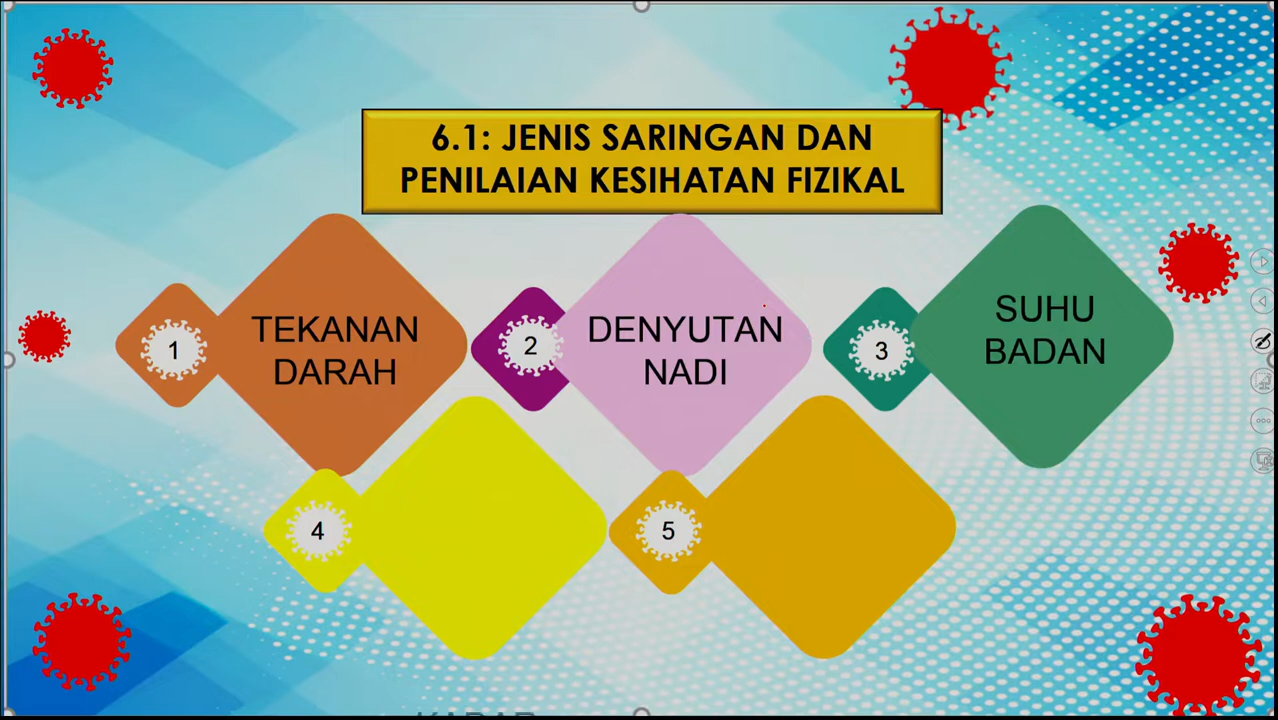 6.1: JENIS SARINGAN DAN
PENILAIAN KESIHATAN FIZIKAL
1
TEKANAN
DARAH
2
DENYUTAN
NADI
3
SUHU
BADAN
4
5